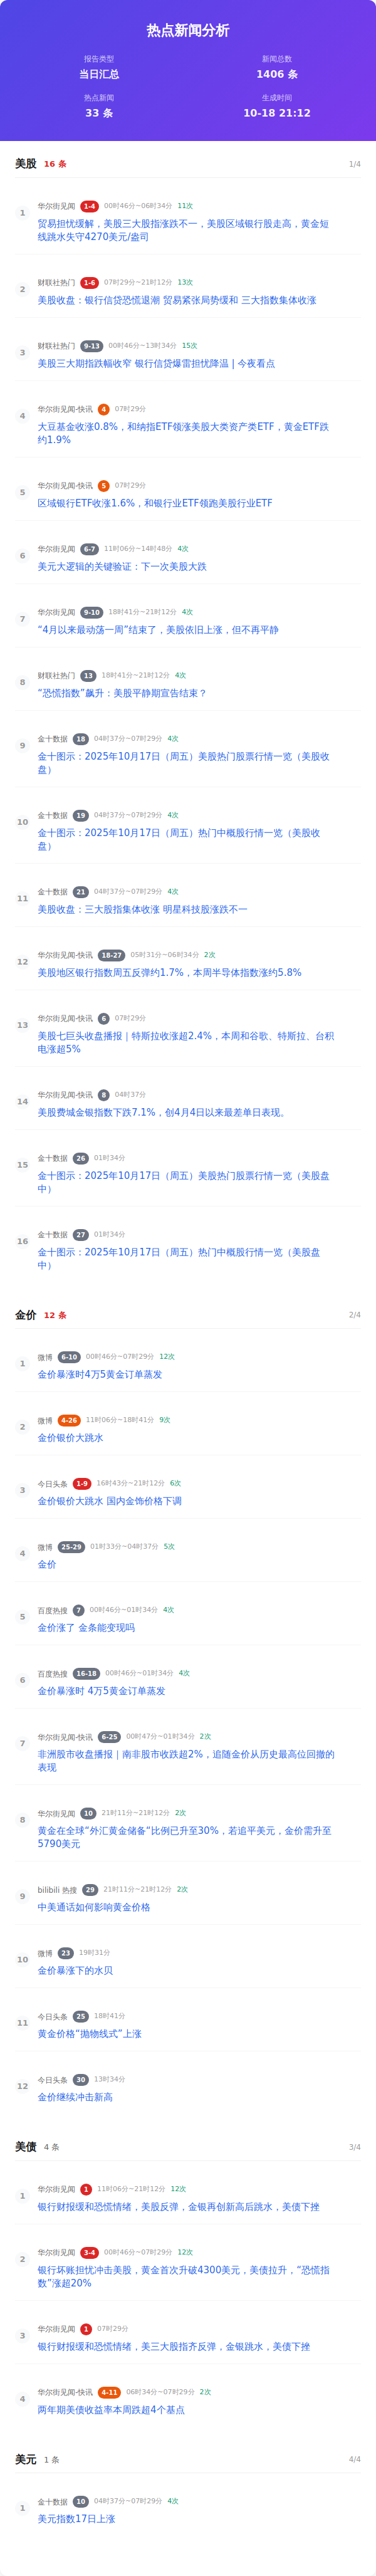 热点新闻分析
报告类型
当日汇总
新闻总数
1406 条
热点新闻
33 条
生成时间
10-18 21:12
美股 16 条 1/4
1
华尔街见闻 1-4 00时46分~06时34分 11次
贸易担忧缓解，美股三大股指涨跌不一，美股区域银行股走高，黄金短
线跳水失守4270美元/盎司
2
财联社热门 1-6 07时29分~21时12分 13次
美股收盘：银行信贷恐慌退潮 贸易紧张局势缓和 三大指数集体收涨
3
财联社热门 9-13 00时46分~13时34分 15次
美股三大期指跌幅收窄 银行信贷爆雷担忧降温 | 今夜看点
4
华尔街见闻-快讯 4 07时29分
大豆基金收涨0.8%，和纳指ETF领涨美股大类资产类ETF，黄金ETF跌
约1.9%
5
华尔街见闻-快讯 5 07时29分
区域银行ETF收涨1.6%，和银行业ETF领跑美股行业ETF
6
华尔街见闻 6-7 11时06分~14时48分 4次
美元大逻辑的关键验证：下一次美股大跌
7
华尔街见闻 9-10 18时41分~21时12分 4次
“4月以来最动荡一周”结束了，美股依旧上涨，但不再平静
8
财联社热门 13 18时41分~21时12分 4次
“恐慌指数”飙升：美股平静期宣告结束？
9
金十数据 18 04时37分~07时29分 4次
金十图示：2025年10月17日（周五）美股热门股票行情一览（美股收
盘）
10
金十数据 19 04时37分~07时29分 4次
金十图示：2025年10月17日（周五）热门中概股行情一览（美股收
盘）
11
金十数据 21 04时37分~07时29分 4次
美股收盘：三大股指集体收涨 明星科技股涨跌不一
12
华尔街见闻-快讯 18-27 05时31分~06时34分 2次
美股地区银行指数周五反弹约1.7%，本周半导体指数涨约5.8%
13
华尔街见闻-快讯 6 07时29分
美股七巨头收盘播报｜特斯拉收涨超2.4%，本周和谷歌、特斯拉、台积
电涨超5%
14
华尔街见闻-快讯 8 04时37分
美股费城金银指数下跌7.1%，创4月4日以来最差单日表现。
15
金十数据 26 01时34分
金十图示：2025年10月17日（周五）美股热门股票行情一览（美股盘
中）
16
金十数据 27 01时34分
金十图示：2025年10月17日（周五）热门中概股行情一览（美股盘
中）
金价 12 条 2/4
1
微博 6-10 00时46分~07时29分 12次
金价暴涨时4万5黄金订单蒸发
2
微博 4-26 11时06分~18时41分 9次
金价银价大跳水
3
今日头条 1-9 16时43分~21时12分 6次
金价银价大跳水 国内金饰价格下调
4
微博 25-29 01时33分~04时37分 5次
金价
5
百度热搜 7 00时46分~01时34分 4次
金价涨了 金条能变现吗
6
百度热搜 16-18 00时46分~01时34分 4次
金价暴涨时 4万5黄金订单蒸发
7
华尔街见闻-快讯 6-25 00时47分~01时34分 2次
非洲股市收盘播报｜南非股市收跌超2%，追随金价从历史最高位回撤的
表现
8
华尔街见闻 10 21时11分~21时12分 2次
黄金在全球“外汇黄金储备”比例已升至30%，若追平美元，金价需升至
5790美元
9
bilibili 热搜 29 21时11分~21时12分 2次
中美通话如何影响黄金价格
10
微博 23 19时31分
金价暴涨下的水贝
11
今日头条 25 18时41分
黄金价格“抛物线式”上涨
12
今日头条 30 13时34分
金价继续冲击新高
美债 4 条 3/4
1
华尔街见闻 1 11时06分~21时12分 12次
银行财报缓和恐慌情绪，美股反弹，金银再创新高后跳水，美债下挫
2
华尔街见闻 3-4 00时46分~07时29分 12次
银行坏账担忧冲击美股，黄金首次升破4300美元，美债拉升，“恐慌指
数”涨超20%
3
华尔街见闻 1 07时29分
银行财报缓和恐慌情绪，美三大股指齐反弹，金银跳水，美债下挫
4
华尔街见闻-快讯 4-11 06时34分~07时29分 2次
两年期美债收益率本周跌超4个基点
美元 1 条 4/4
1
金十数据 10 04时37分~07时29分 4次
美元指数17日上涨